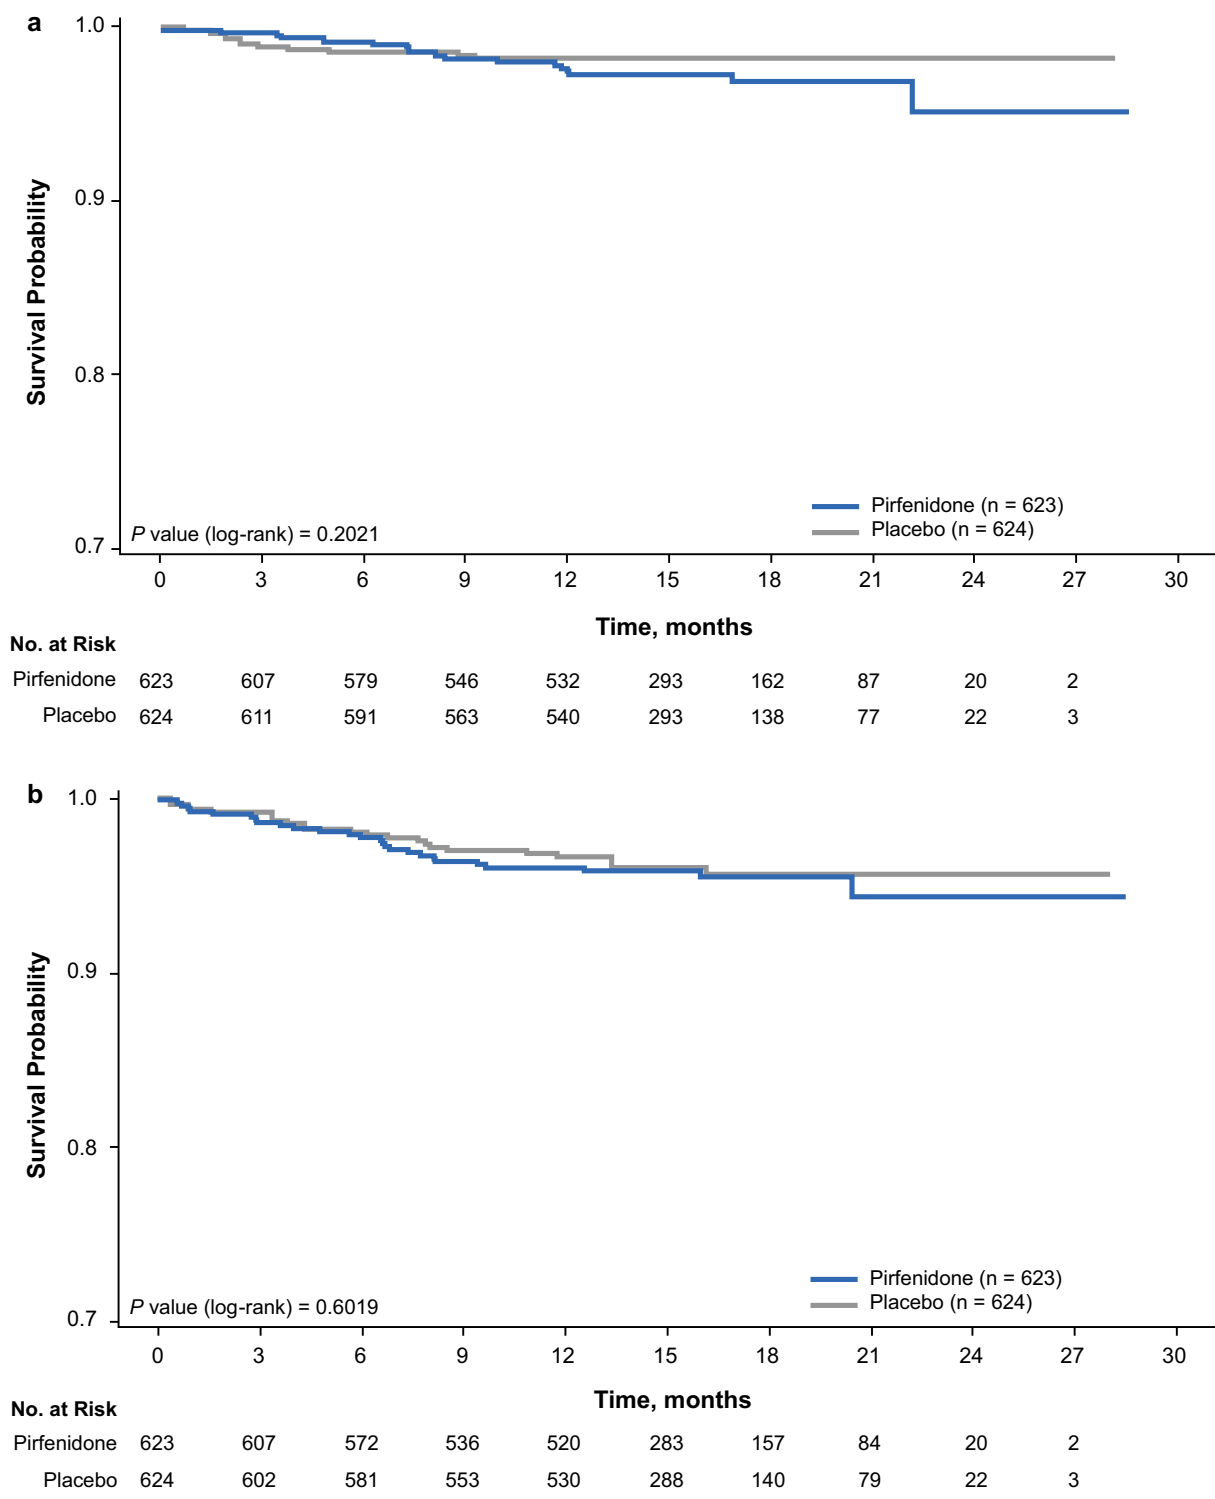 a
1.0
0.9
0.8
0.7
Survival Probability
P value (log-rank) = 0.2021
Pirfenidone (n = 623)
Placebo (n = 624)
0 3 6 9 12 15 18 21 24 27 30
Time, months
No. at Risk
Pirfenidone 623 607 579 546 532 293 162 87 20 2
Placebo 624 611 591 563 540 293 138 77 22 3
b
1.0
0.9
0.8
0.7
Survival Probability
P value (log-rank) = 0.6019
Pirfenidone (n = 623)
Placebo (n = 624)
0 3 6 9 12 15 18 21 24 27 30
Time, months
No. at Risk
Pirfenidone 623 607 572 536 520 283 157 84 20 2
Placebo 624 602 581 553 530 288 140 79 22 3